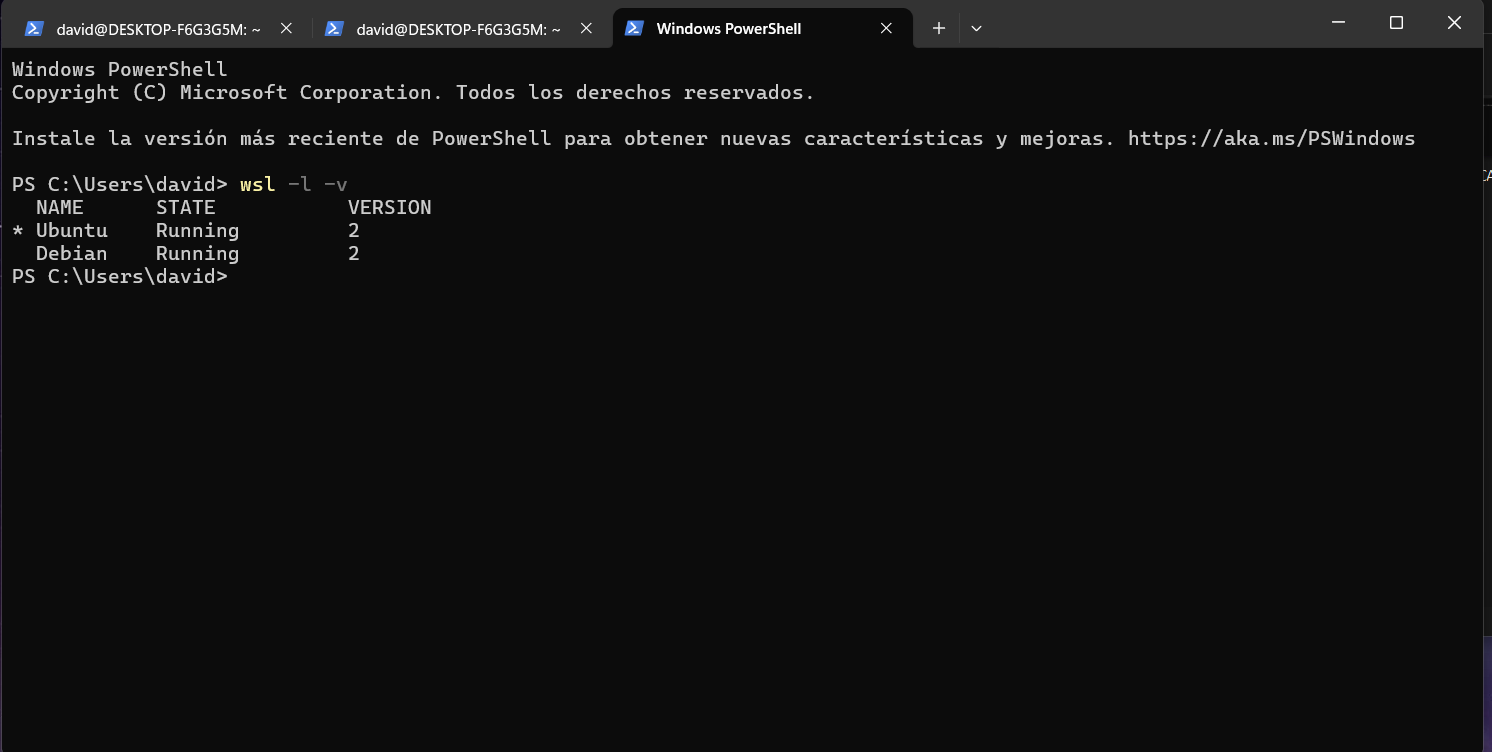 david@DESKTOP-F6G3G5M: ~
david@DESKTOP-F6G3G5M: ~
Windows PowerShell
Windows PowerShell
Copyright (C) Microsoft Corporation. Todos los derechos reservados.
Instale la versión más reciente de PowerShell para obtener nuevas características y mejoras. https://aka.ms/PSWindows
PS C:\Users\david> wsl -l -v
NAME STATE VERSION
* Ubuntu Running 2
Debian Running 2
PS C:\Users\david>